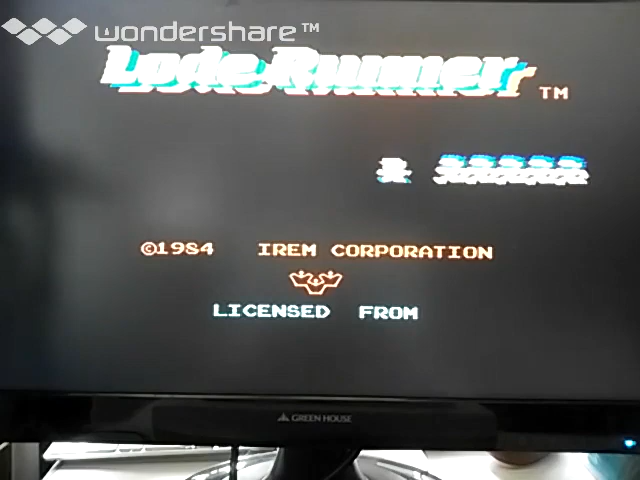 wondershare™
Lode Runner ™
©1984 IREM CORPORATION
LICENSED FROM
GREEN HOUSE